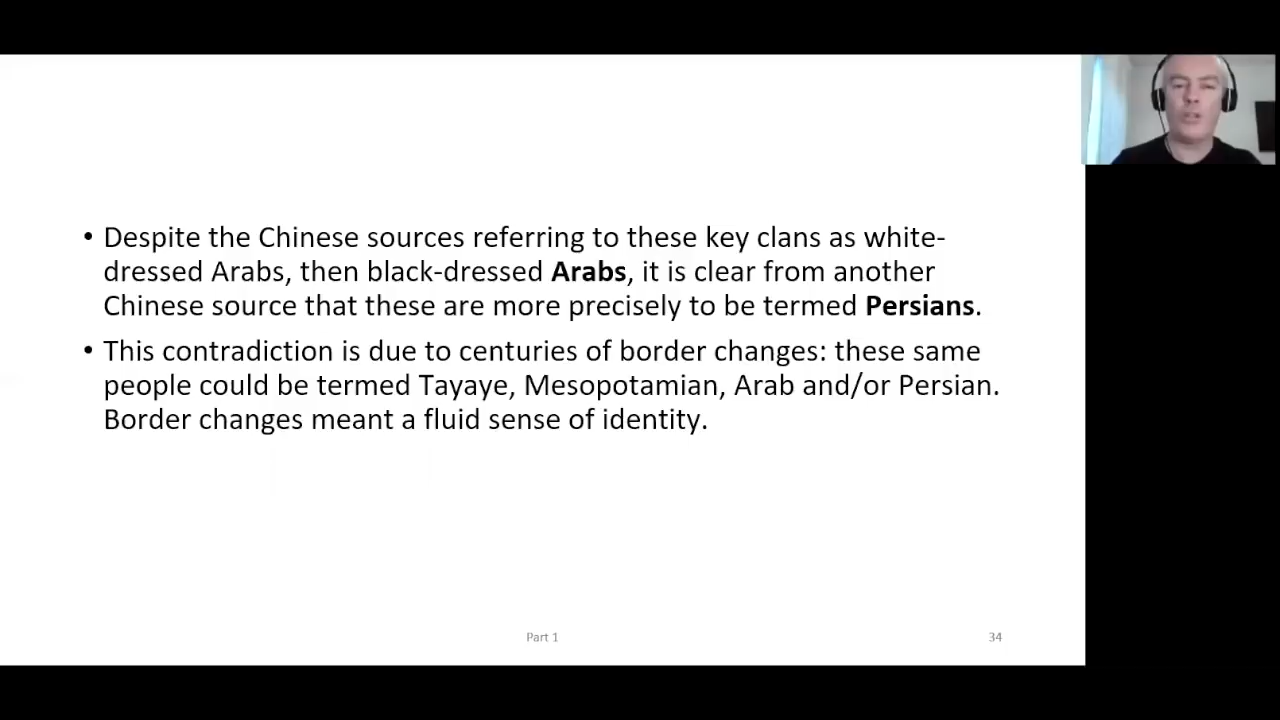 • Despite the Chinese sources referring to these key clans as white-
dressed Arabs, then black-dressed Arabs, it is clear from another
Chinese source that these are more precisely to be termed Persians.
• This contradiction is due to centuries of border changes: these same
people could be termed Tayaye, Mesopotamian, Arab and/or Persian.
Border changes meant a fluid sense of identity.
Part 1
34